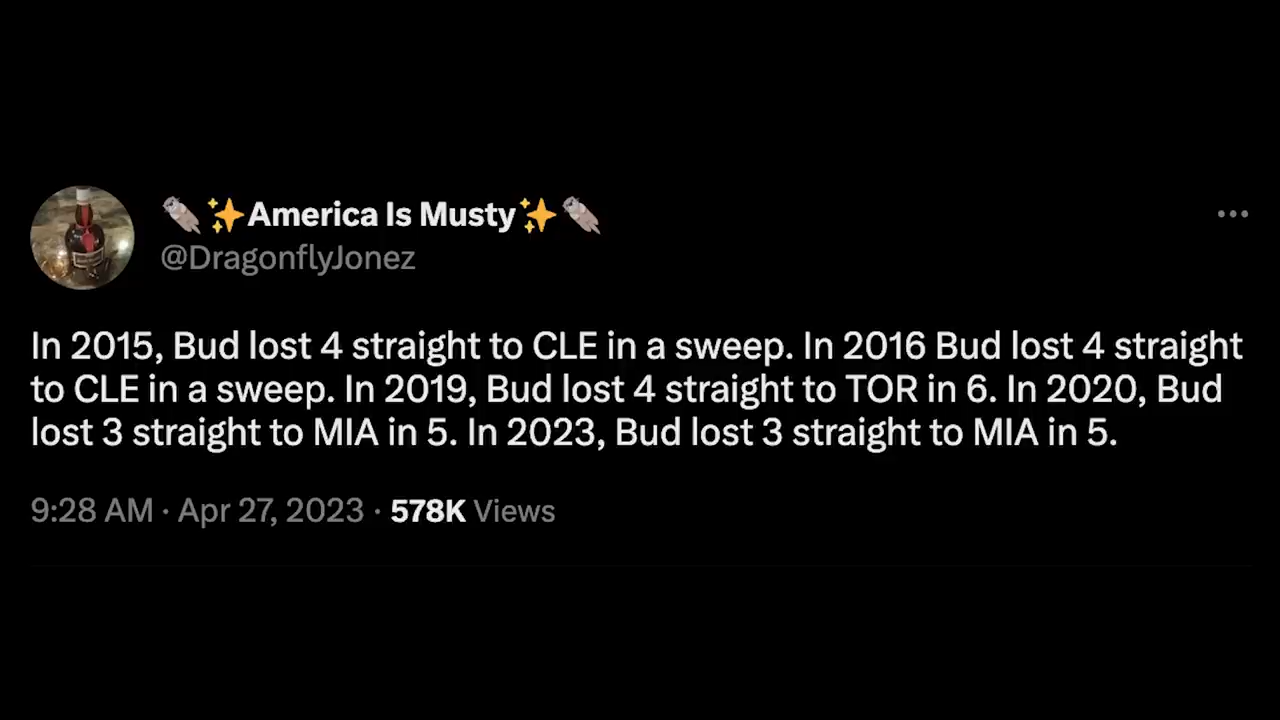 🦦✨America Is Musty✨🦦
@DragonflyJonez
In 2015, Bud lost 4 straight to CLE in a sweep. In 2016 Bud lost 4 straight
to CLE in a sweep. In 2019, Bud lost 4 straight to TOR in 6. In 2020, Bud
lost 3 straight to MIA in 5. In 2023, Bud lost 3 straight to MIA in 5.
9:28 AM · Apr 27, 2023 · 578K Views